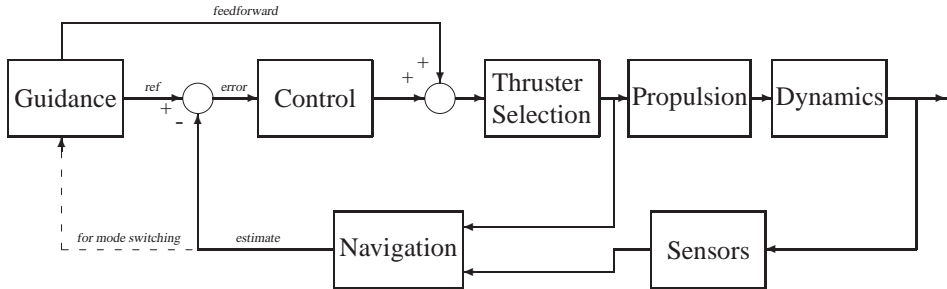 feedforward
Guidance
ref
+
-
error
Control
+
+
Thruster
Selection
Propulsion
Dynamics
for mode switching
estimate
Navigation
Sensors